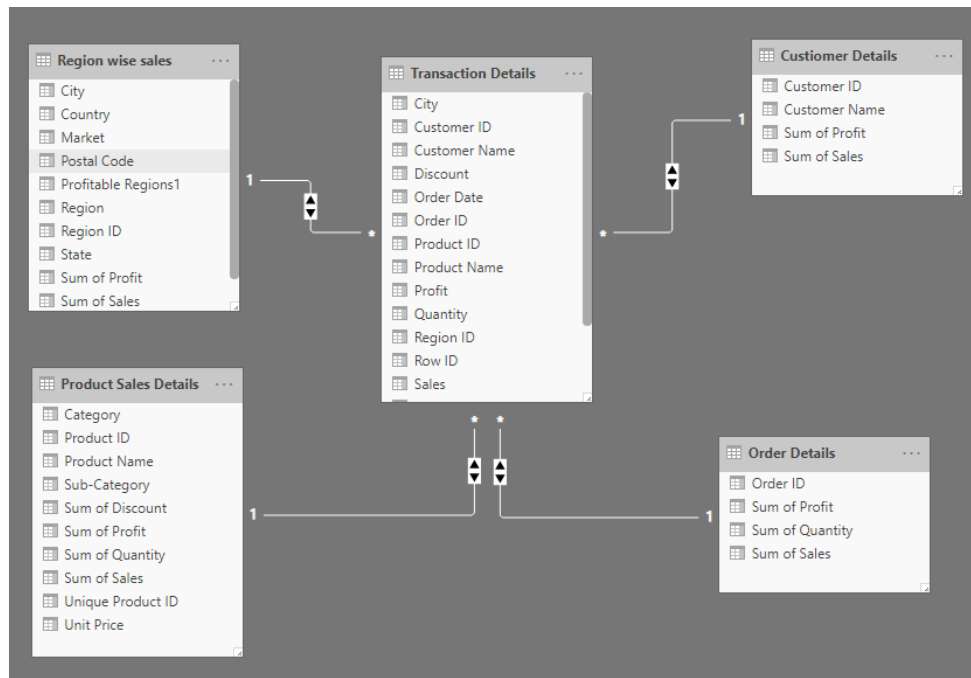 Region wise sales ···
City
Country
Market
Postal Code
Profitable Regions1
Region
Region ID
State
Sum of Profit
Sum of Sales
1
*
Transaction Details ···
City
Customer ID
Customer Name
Discount
Order Date
Order ID
Product ID
Product Name
Profit
Quantity
Region ID
Row ID
Sales
* *
*
1
Custiomer Details ···
Customer ID
Customer Name
Sum of Profit
Sum of Sales
Product Sales Details ···
Category
Product ID
Product Name
Sub-Category
Sum of Discount
Sum of Profit
Sum of Quantity
Sum of Sales
Unique Product ID
Unit Price
1
1
Order Details ···
Order ID
Sum of Profit
Sum of Quantity
Sum of Sales